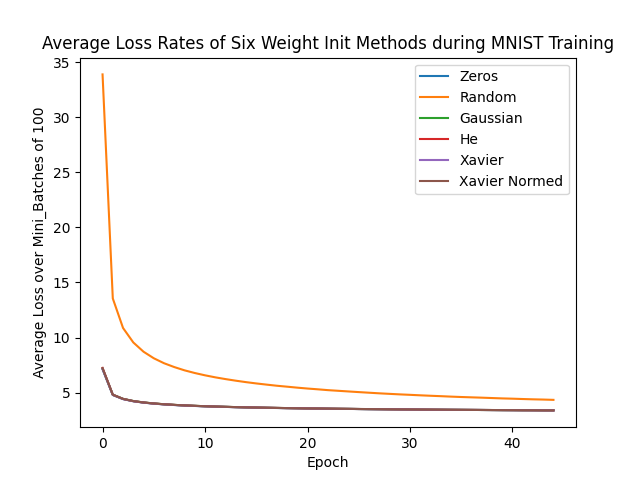 Average Loss Rates of Six Weight Init Methods during MNIST Training
Average Loss over Mini_Batches of 100
35
30
25
20
15
10
5
Zeros
Random
Gaussian
He
Xavier
Xavier Normed
0
10
20
30
40
Epoch